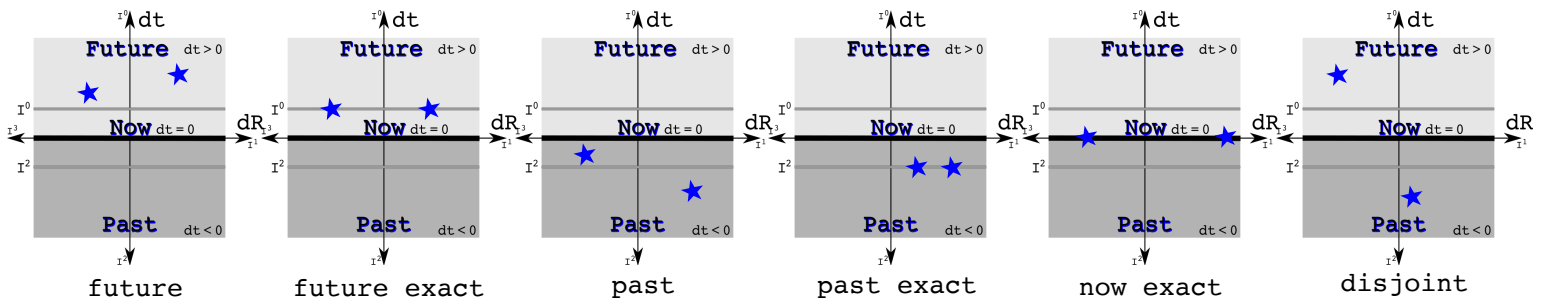 I⁰ dt
Future dt > 0
I⁰
Now dt = 0 dR
I³ I¹
I²
Past dt < 0
I²
future
I⁰ dt
Future dt > 0
I⁰
Now dt = 0 dR
I³ I¹
I²
Past dt < 0
I²
future exact
I⁰ dt
Future dt > 0
I⁰
Now dt = 0 dR
I³ I¹
I²
Past dt < 0
I²
past
I⁰ dt
Future dt > 0
I⁰
Now dt = 0 dR
I³ I¹
I²
Past dt < 0
I²
past exact
I⁰ dt
Future dt > 0
I⁰
Now dt = 0 dR
I³ I¹
I²
Past dt < 0
I²
now exact
I⁰ dt
Future dt > 0
I⁰
Now dt = 0 dR
I³ I¹
I²
Past dt < 0
I²
disjoint